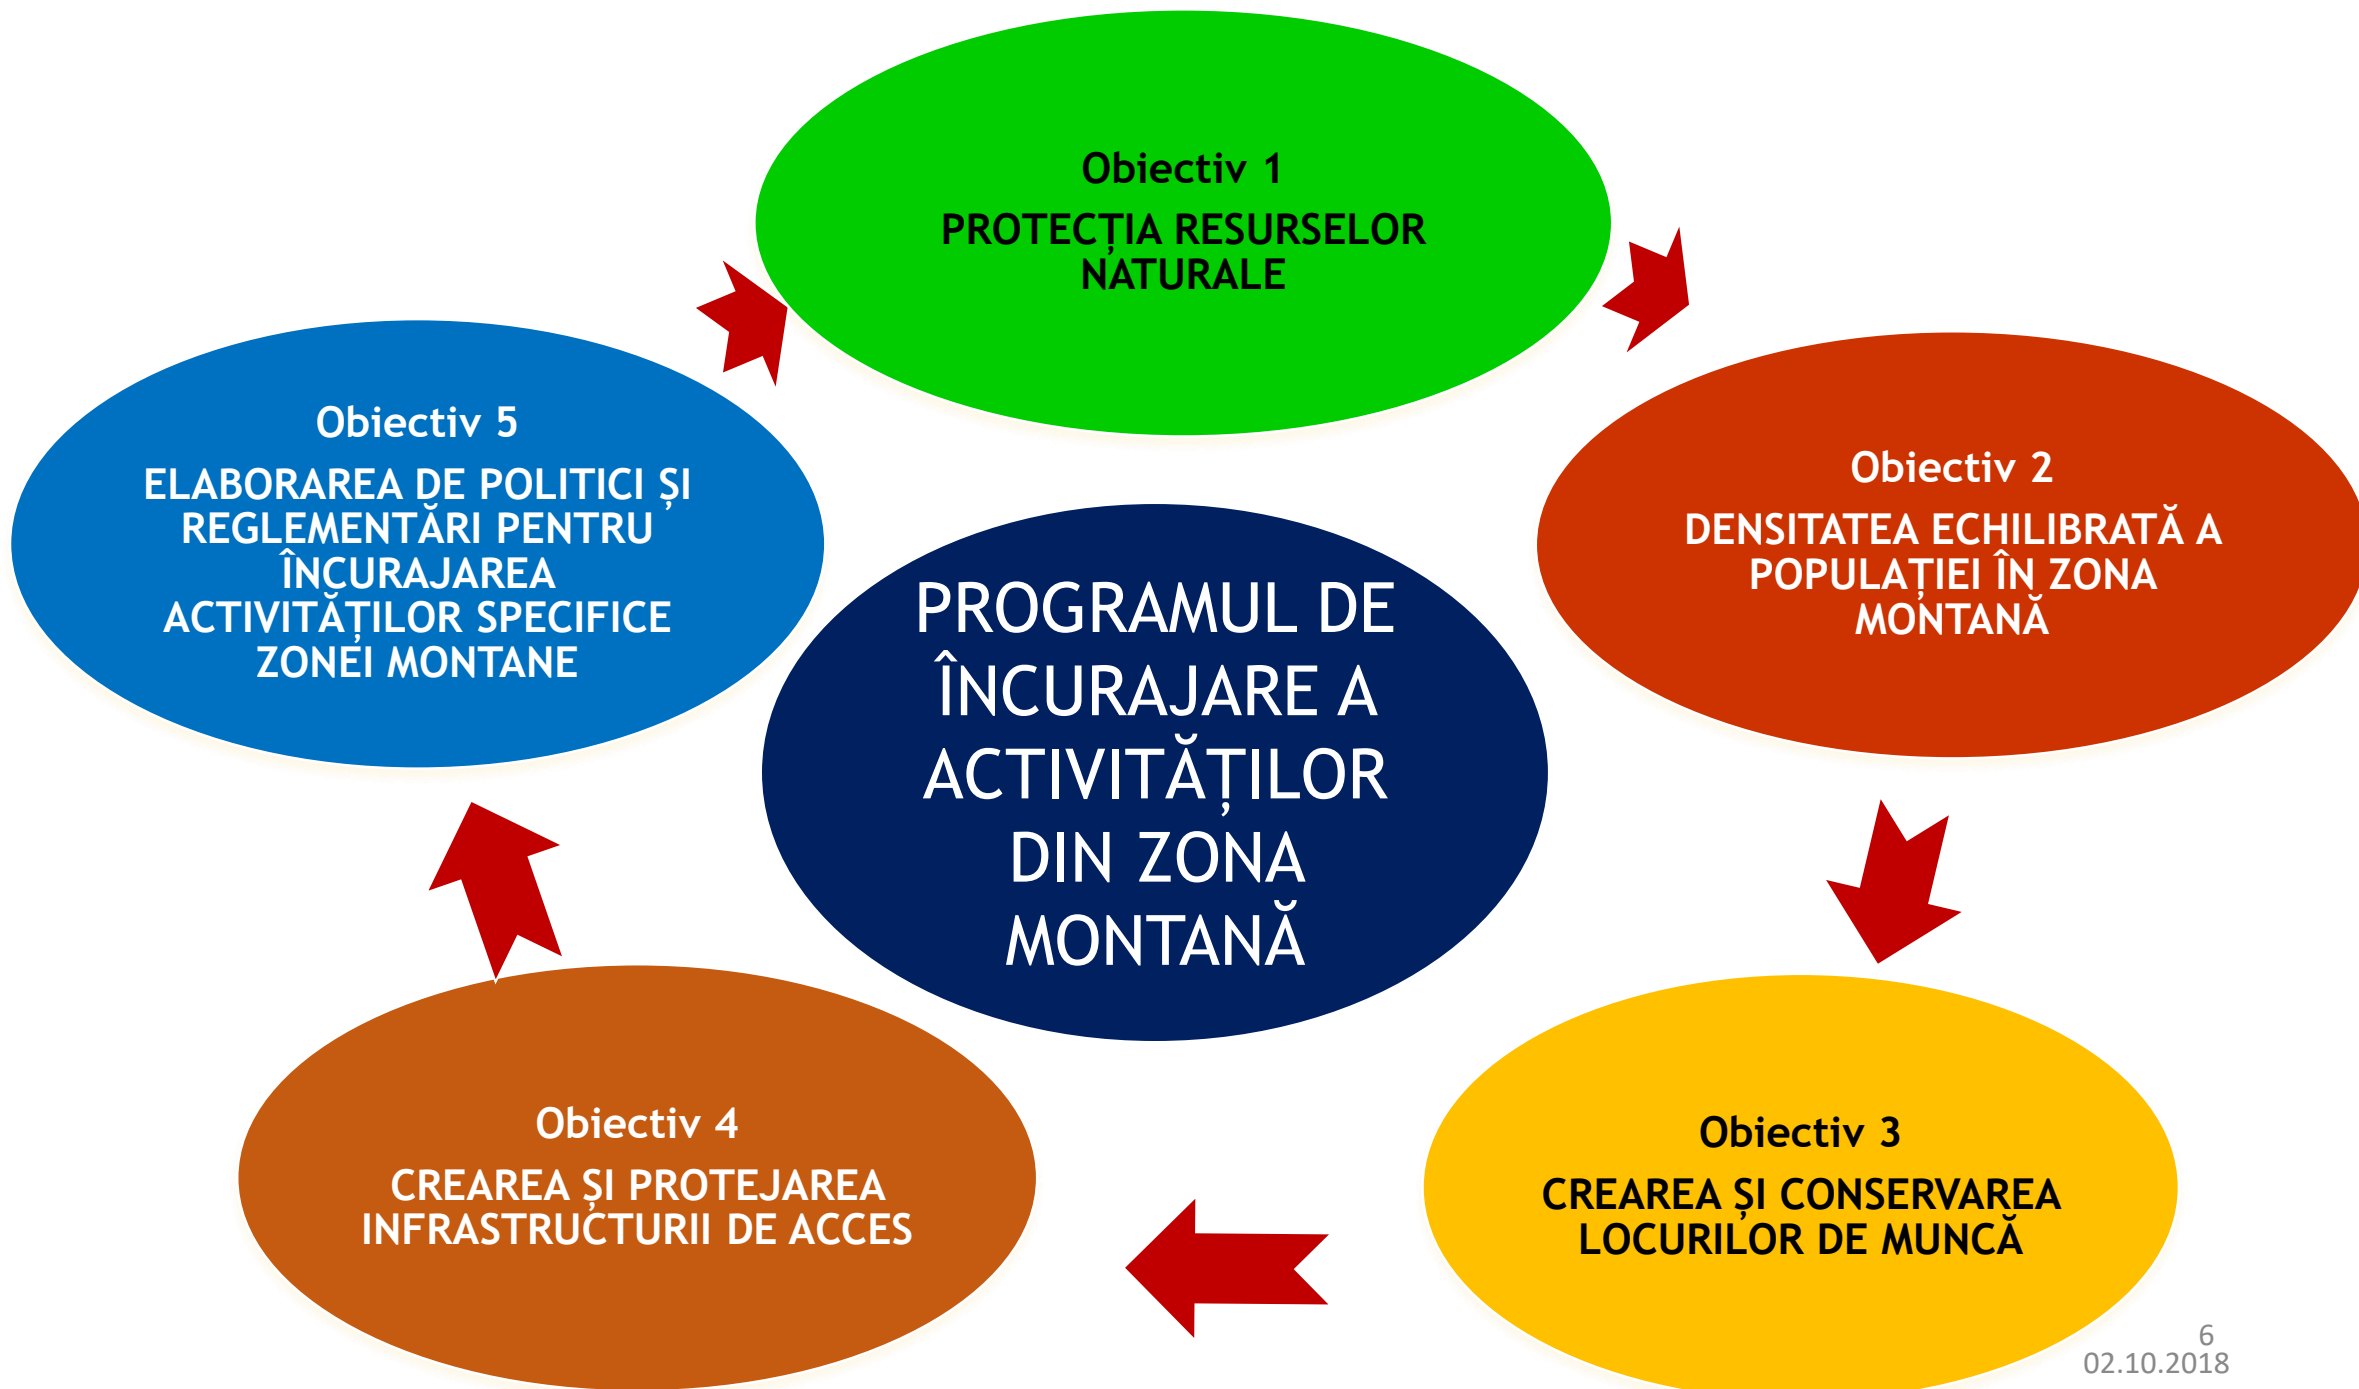 Obiectiv 1
PROTECȚIA RESURSELOR
NATURALE
Obiectiv 2
DENSITATEA ECHILIBRATĂ A
POPULAȚIEI ÎN ZONA
MONTANĂ
Obiectiv 3
CREAREA ȘI CONSERVAREA
LOCURILOR DE MUNCĂ
Obiectiv 4
CREAREA ȘI PROTEJAREA
INFRASTRUCTURII DE ACCES
Obiectiv 5
ELABORAREA DE POLITICI ȘI
REGLEMENTĂRI PENTRU
ÎNCURAJAREA
ACTIVITĂȚILOR SPECIFICE
ZONEI MONTANE
PROGRAMUL DE
ÎNCURAJARE A
ACTIVITĂȚILOR
DIN ZONA
MONTANĂ
6
02.10.2018